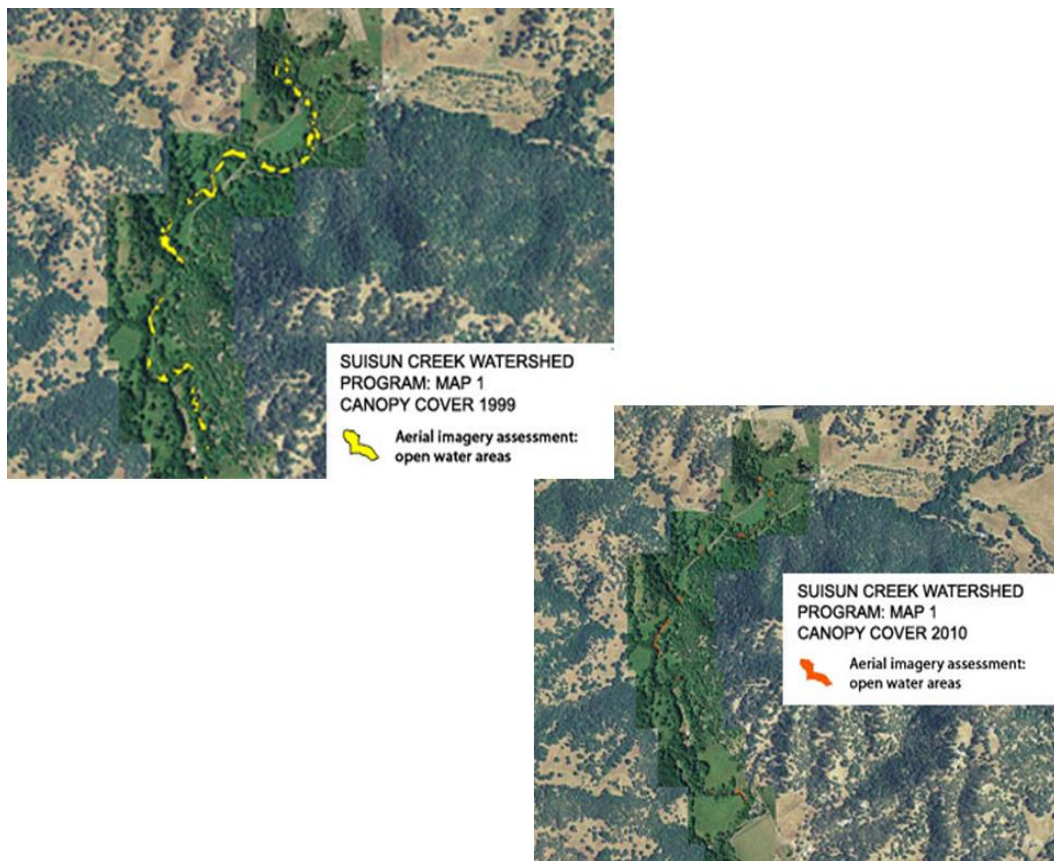 SUISUN CREEK WATERSHED
PROGRAM: MAP 1
CANOPY COVER 1999
Aerial imagery assessment:
open water areas
SUISUN CREEK WATERSHED
PROGRAM: MAP 1
CANOPY COVER 2010
Aerial imagery assessment:
open water areas